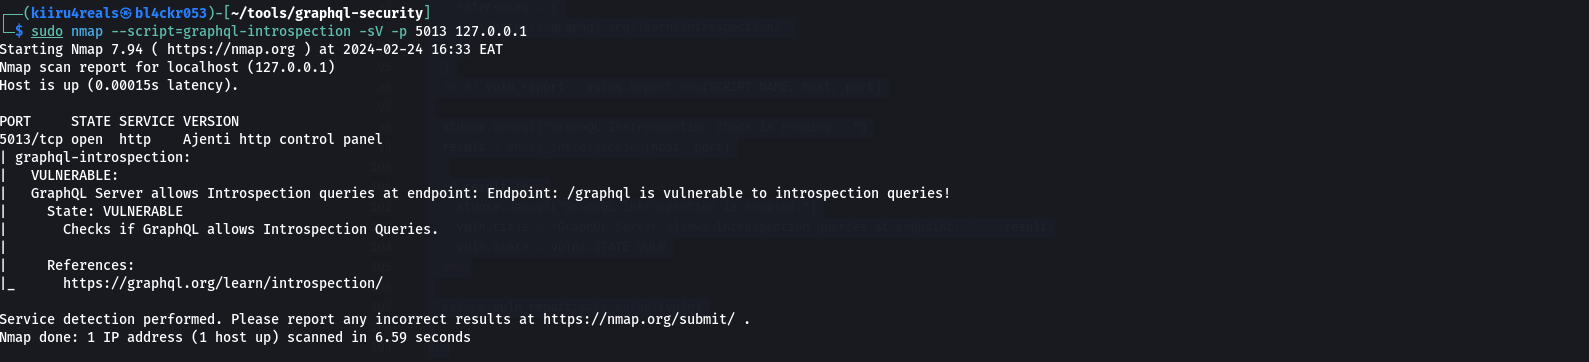 ┌──(kiiru4reals㉿bl4ckr053)-[~/tools/graphql-security]
└─$ sudo nmap --script=graphql-introspection -sV -p 5013 127.0.0.1
Starting Nmap 7.94 ( https://nmap.org ) at 2024-02-24 16:33 EAT
Nmap scan report for localhost (127.0.0.1)
Host is up (0.00015s latency).

PORT     STATE SERVICE VERSION
5013/tcp open  http    Ajenti http control panel
| graphql-introspection:
|   VULNERABLE:
|   GraphQL Server allows Introspection queries at endpoint: Endpoint: /graphql is vulnerable to introspection queries!
|     State: VULNERABLE
|       Checks if GraphQL allows Introspection Queries.
|
|     References:
|_      https://graphql.org/learn/introspection/

Service detection performed. Please report any incorrect results at https://nmap.org/submit/ .
Nmap done: 1 IP address (1 host up) scanned in 6.59 seconds